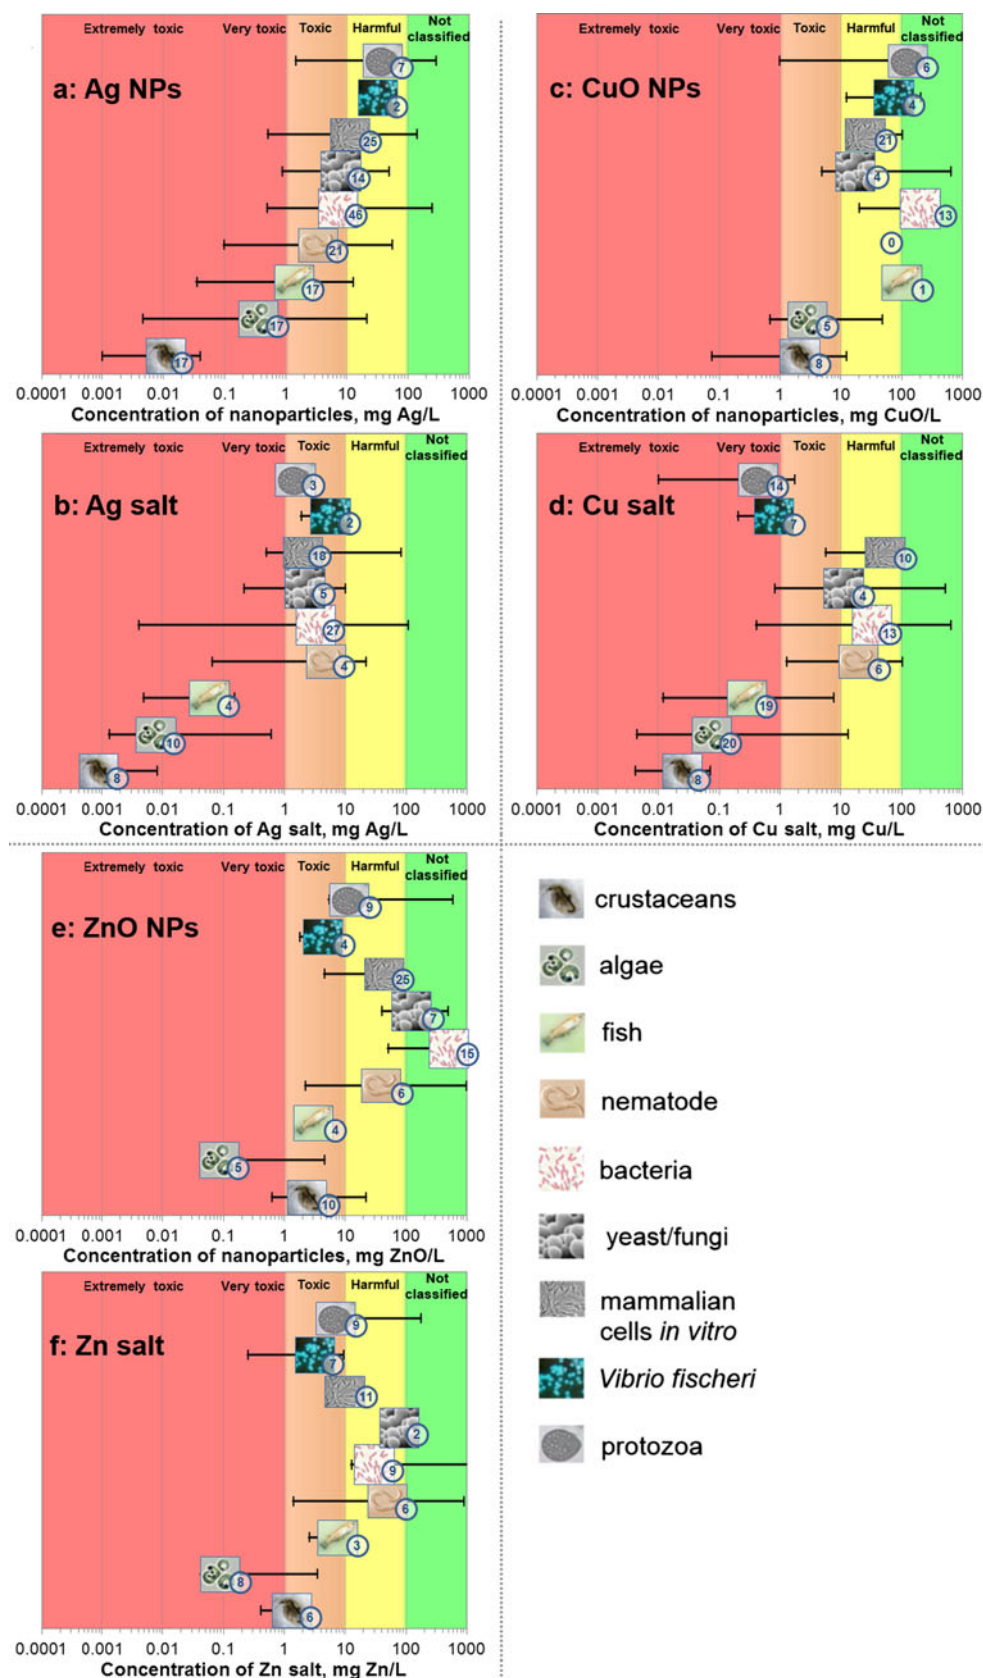 Extremely toxic Very toxic Toxic Harmful Not classified
a: Ag NPs
7
2
25
14
46
21
17
17
17
0.0001 0.001 0.01 0.1 1 10 100 1000
Concentration of nanoparticles, mg Ag/L
Extremely toxic Very toxic Toxic Harmful Not classified
b: Ag salt
3
2
18
5
27
4
4
10
8
0.0001 0.001 0.01 0.1 1 10 100 1000
Concentration of Ag salt, mg Ag/L
Extremely toxic Very toxic Toxic Harmful Not classified
c: CuO NPs
6
4
21
4
13
0
1
5
8
0.0001 0.001 0.01 0.1 1 10 100 1000
Concentration of nanoparticles, mg CuO/L
Extremely toxic Very toxic Toxic Harmful Not classified
d: Cu salt
14
7
10
4
13
6
19
20
8
0.0001 0.001 0.01 0.1 1 10 100 1000
Concentration of Cu salt, mg Cu/L
Extremely toxic Very toxic Toxic Harmful Not classified
e: ZnO NPs
9
4
25
7
15
6
4
5
10
0.0001 0.001 0.01 0.1 1 10 100 1000
Concentration of nanoparticles, mg ZnO/L
Extremely toxic Very toxic Toxic Harmful Not classified
f: Zn salt
9
7
11
2
9
6
3
8
6
0.0001 0.001 0.01 0.1 1 10 100 1000
Concentration of Zn salt, mg Zn/L
crustaceans
algae
fish
nematode
bacteria
yeast/fungi
mammalian
cells in vitro
Vibrio fischeri
protozoa